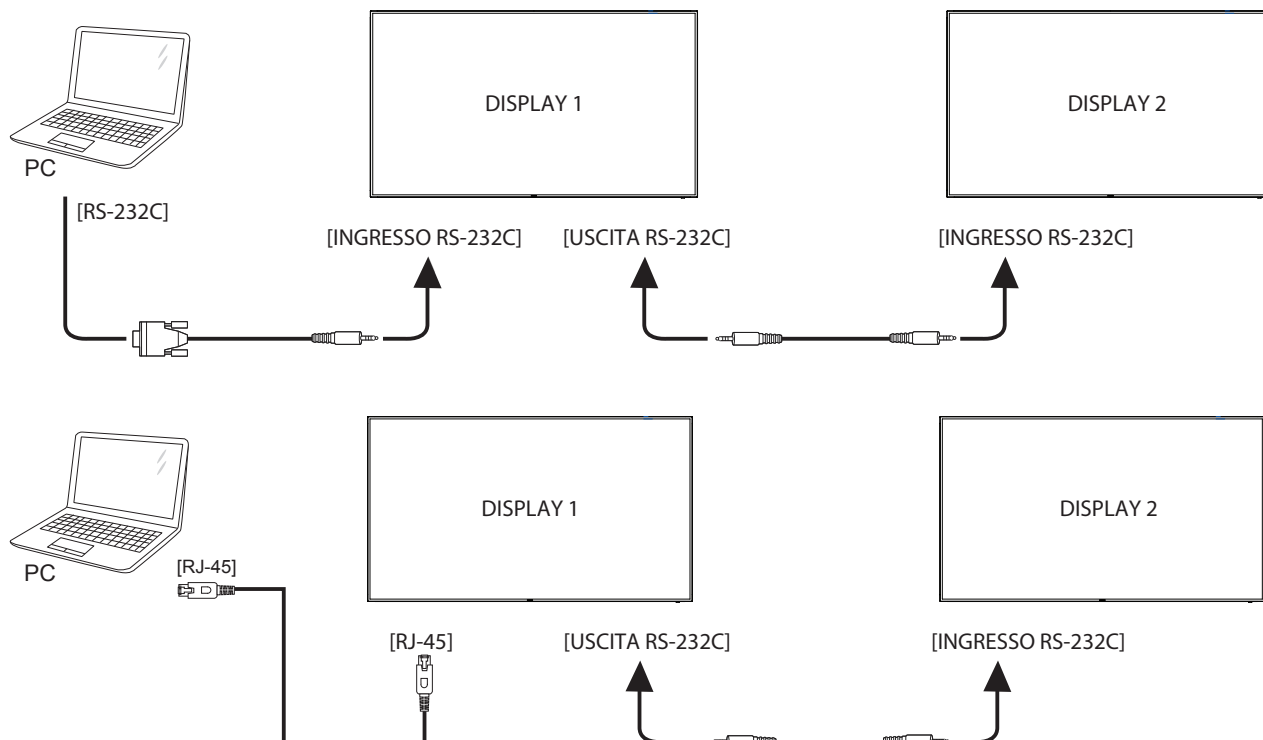 DISPLAY 1
DISPLAY 2
PC
[RS-232C]
[INGRESSO RS-232C]
[USCITA RS-232C]
[INGRESSO RS-232C]
DISPLAY 1
DISPLAY 2
PC
[RJ-45]
[RJ-45]
[USCITA RS-232C]
[INGRESSO RS-232C]